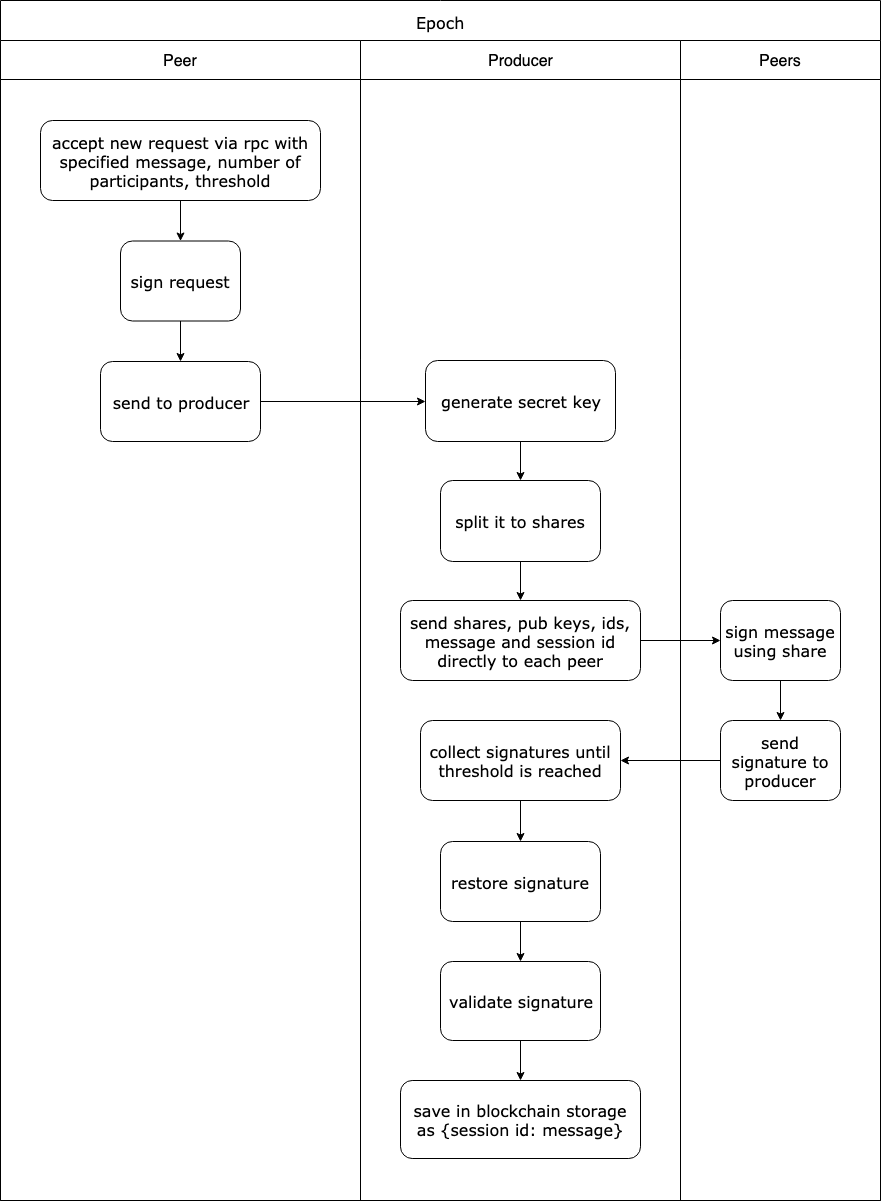 Epoch
Peer
Producer
Peers
accept new request via rpc with
specified message, number of
participants, threshold
sign request
send to producer
generate secret key
split it to shares
send shares, pub keys, ids,
message and session id
directly to each peer
sign message
using share
send
signature to
producer
collect signatures until
threshold is reached
restore signature
validate signature
save in blockchain storage
as {session id: message}